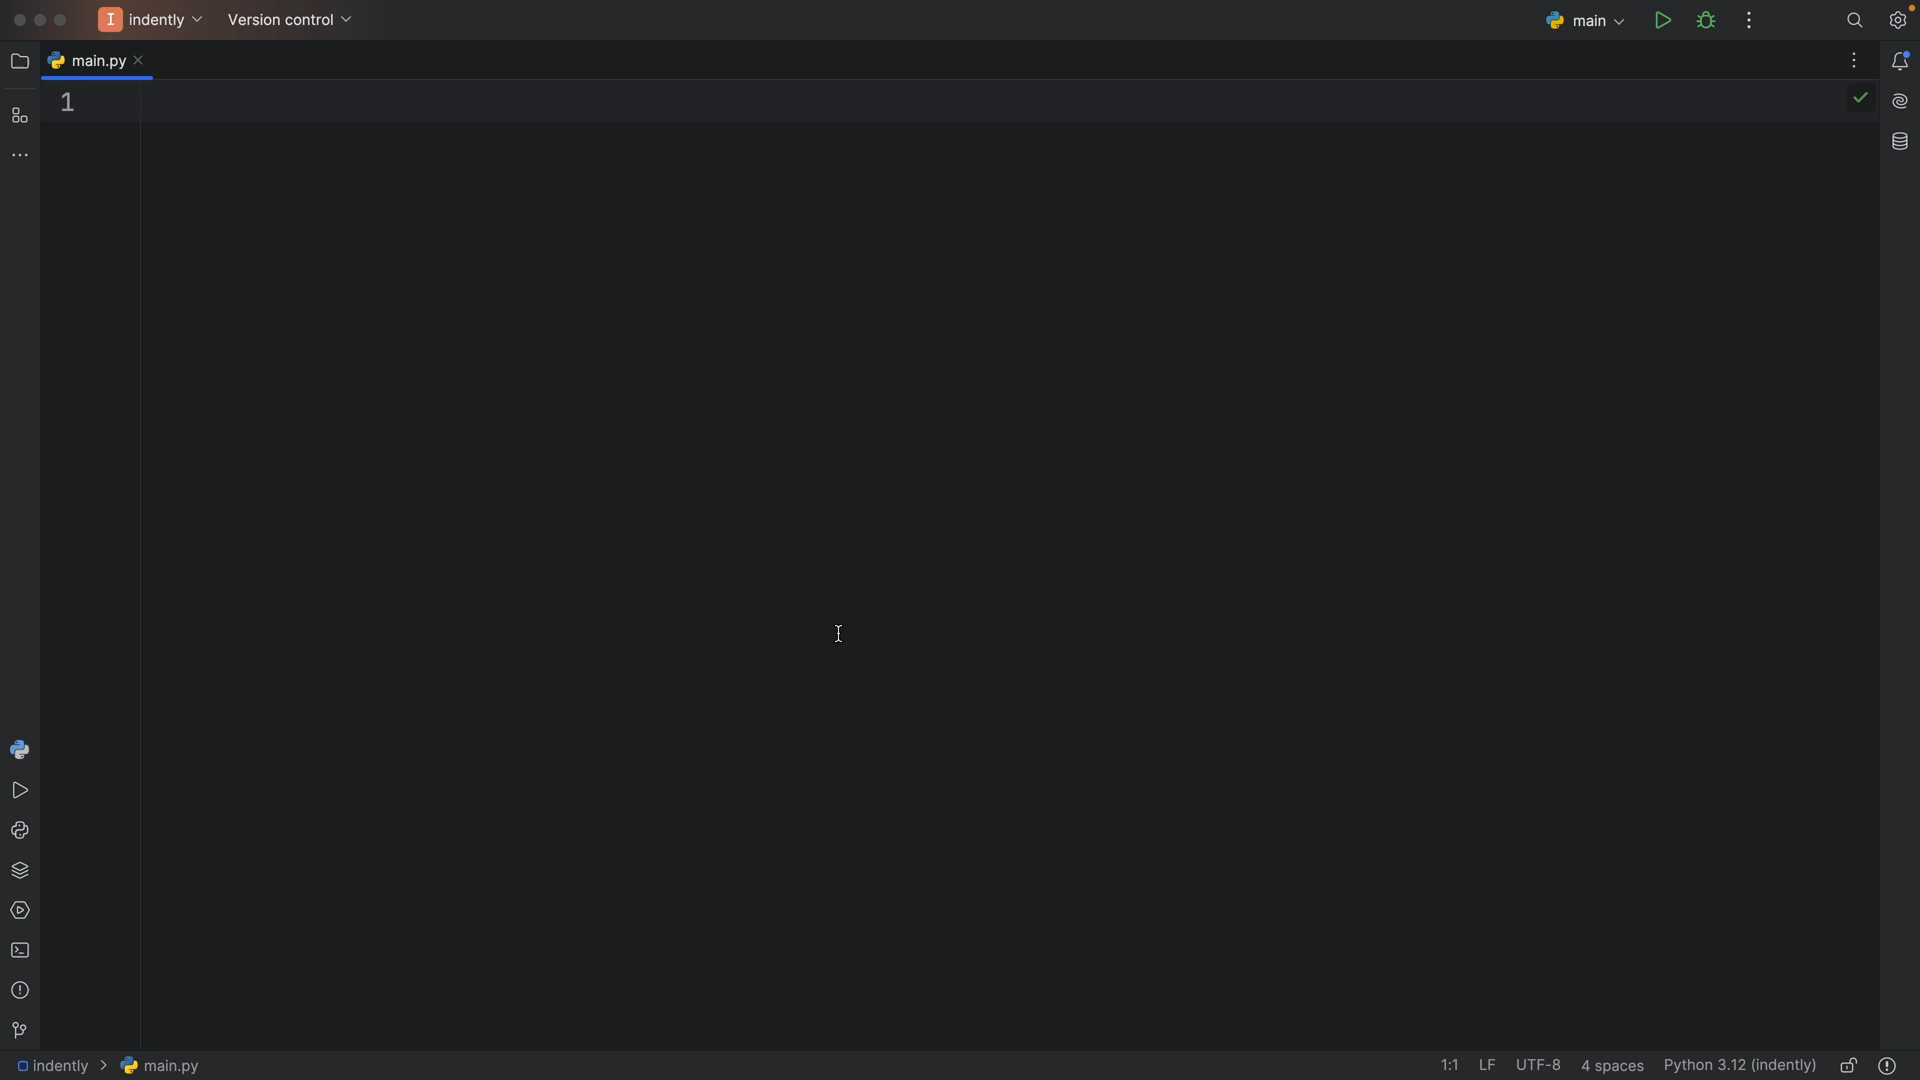 I indently Version control main
main.py
1
indently main.py 1:1 LF UTF-8 4 spaces Python 3.12 (indently)